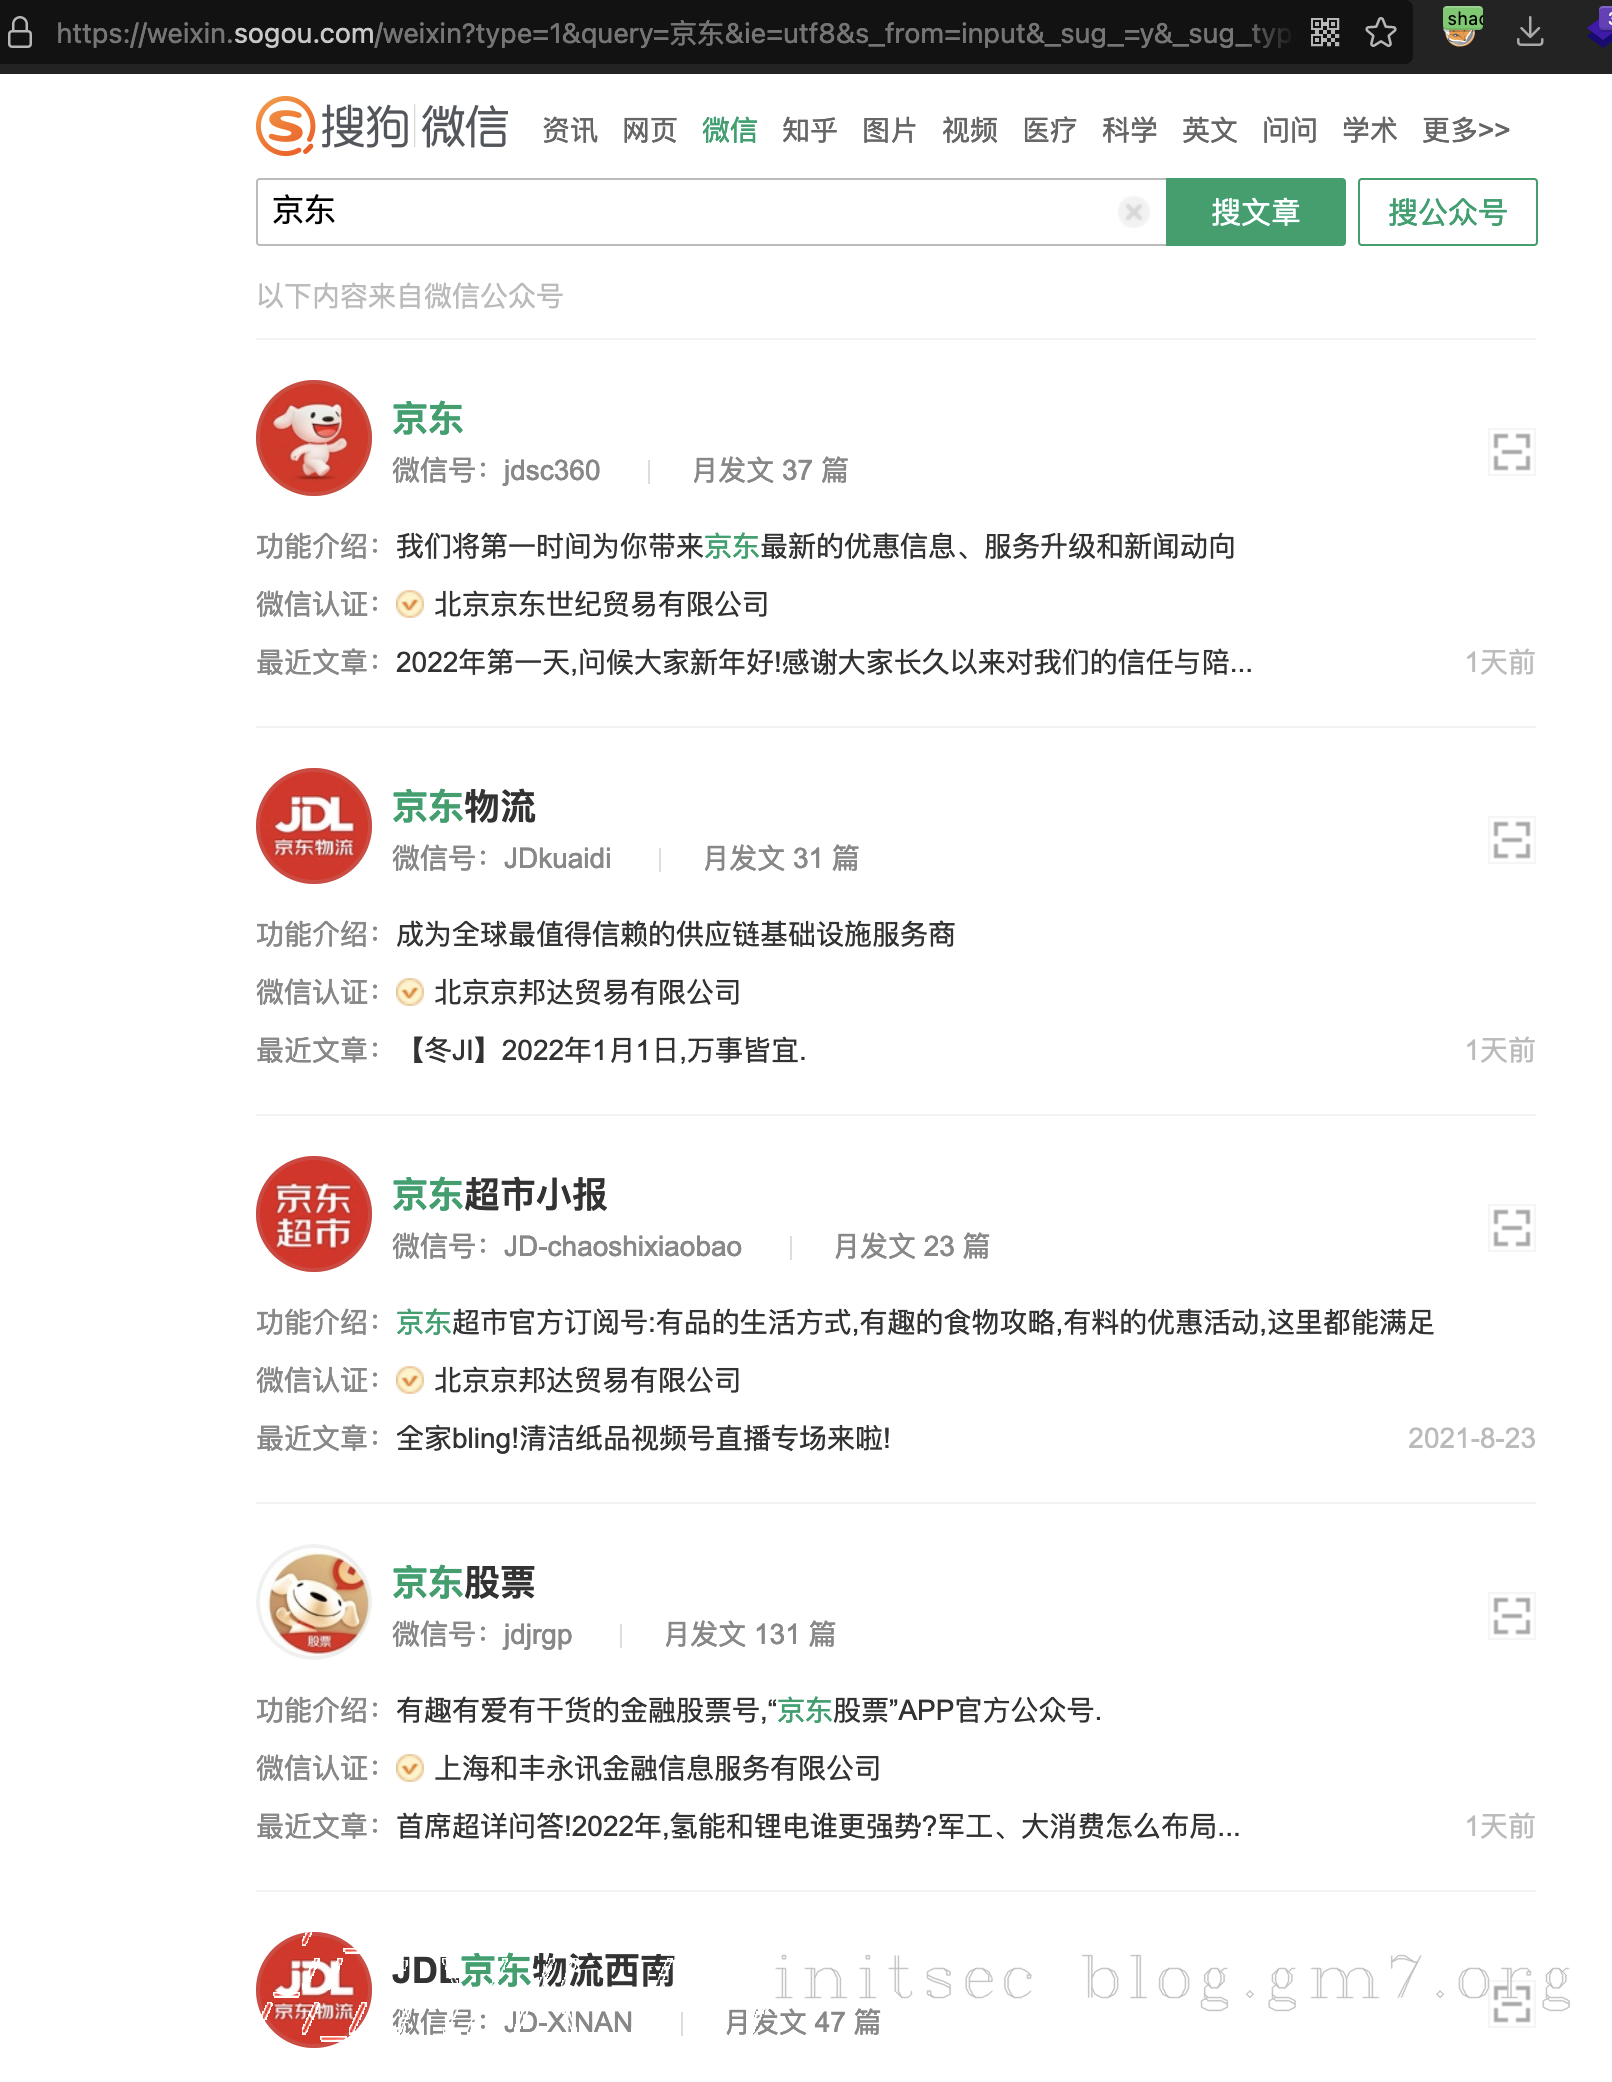 https://weixin.sogou.com/weixin?type=1&query=京东&ie=utf8&s_from=input&_sug_=y&_sug_typ
搜狗 微信 资讯 网页 微信 知乎 图片 视频 医疗 科学 英文 问问 学术 更多>>
京东 搜文章 搜公众号
以下内容来自微信公众号
京东
微信号：jdsc360 月发文 37 篇
功能介绍：我们将第一时间为你带来京东最新的优惠信息、服务升级和新闻动向
微信认证：北京京东世纪贸易有限公司
最近文章：2022年第一天,问候大家新年好!感谢大家长久以来对我们的信任与陪... 1天前
JDL
京东物流
京东物流
微信号：JDkuaidi 月发文 31 篇
功能介绍：成为全球最值得信赖的供应链基础设施服务商
微信认证：北京京邦达贸易有限公司
最近文章：【冬JI】2022年1月1日,万事皆宜. 1天前
京东
超市
京东超市小报
微信号：JD-chaoshixiaobao 月发文 23 篇
功能介绍：京东超市官方订阅号:有品的生活方式,有趣的食物攻略,有料的优惠活动,这里都能满足
微信认证：北京京邦达贸易有限公司
最近文章：全家bling!清洁纸品视频号直播专场来啦! 2021-8-23
股票
京东股票
微信号：jdjrgp 月发文 131 篇
功能介绍：有趣有爱有干货的金融股票号,“京东股票”APP官方公众号.
微信认证：上海和丰永讯金融信息服务有限公司
最近文章：首席超详问答!2022年,氢能和锂电谁更强势?军工、大消费怎么布局... 1天前
JDL
京东物流
JDL京东物流西南
微信号：JD-XINAN 月发文 47 篇
initsec blog.gm7.org